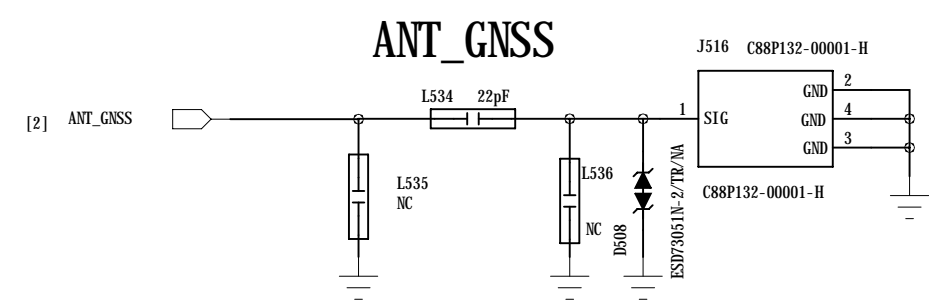 ANT_GNSS
J516 C88P132-00001-H
[2] ANT_GNSS
L534 22pF
1 SIG
GND 2
GND 4
GND 3
C88P132-00001-H
L535
NC
L536
NC
D508
ESD73051N-2/TR/NA